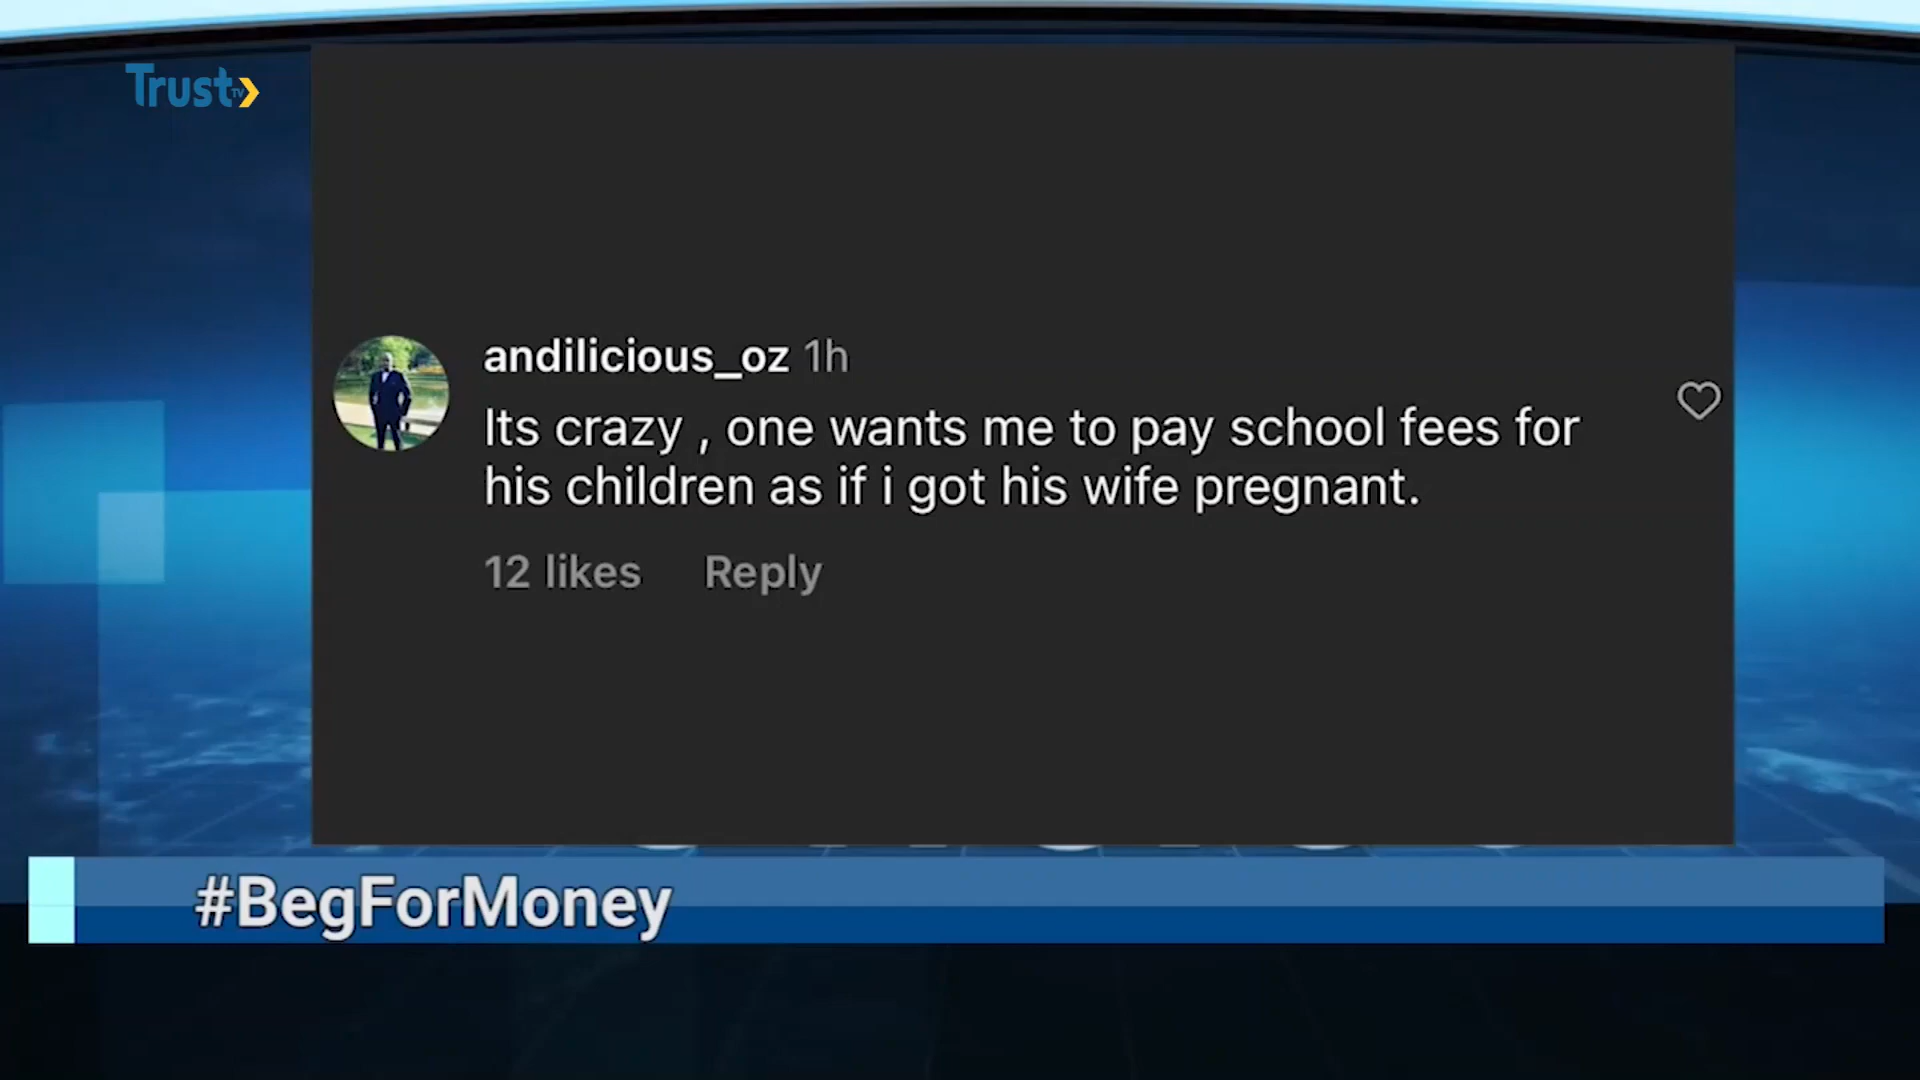 Trust TV
andilicious_oz 1h
Its crazy , one wants me to pay school fees for
his children as if i got his wife pregnant.
12 likes Reply
#BegForMoney